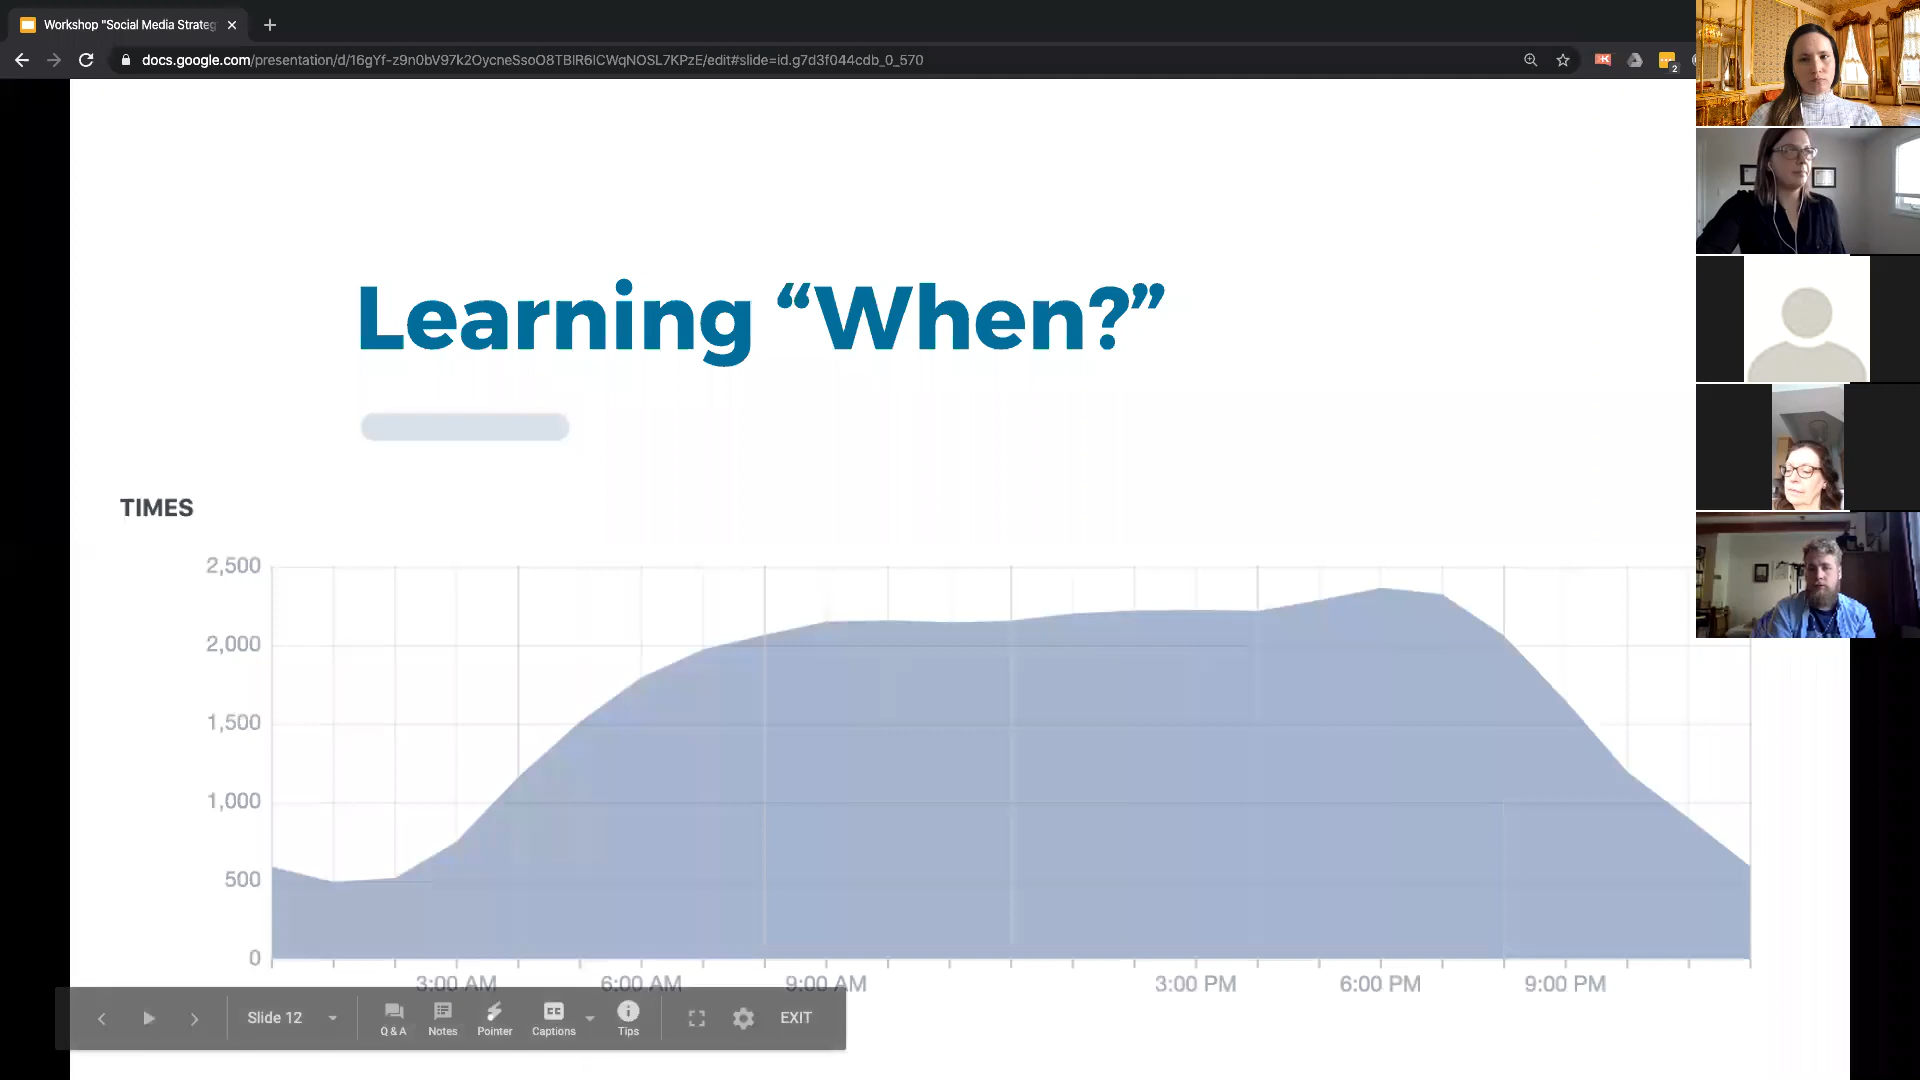 Workshop "Social Media Strateg
docs.google.com/presentation/d/16gYf-z9n0bV97k2OycneSsoO8TBlR6lCWqNOSL7KPzE/edit#slide=id.g7d3f044cdb_0_570
2
Learning “When?”
TIMES
2,500
2,000
1,500
1,000
500
0
3:00 AM 6:00 AM 9:00 AM 3:00 PM 6:00 PM 9:00 PM
Slide 12
Q & A Notes Pointer Captions Tips
EXIT